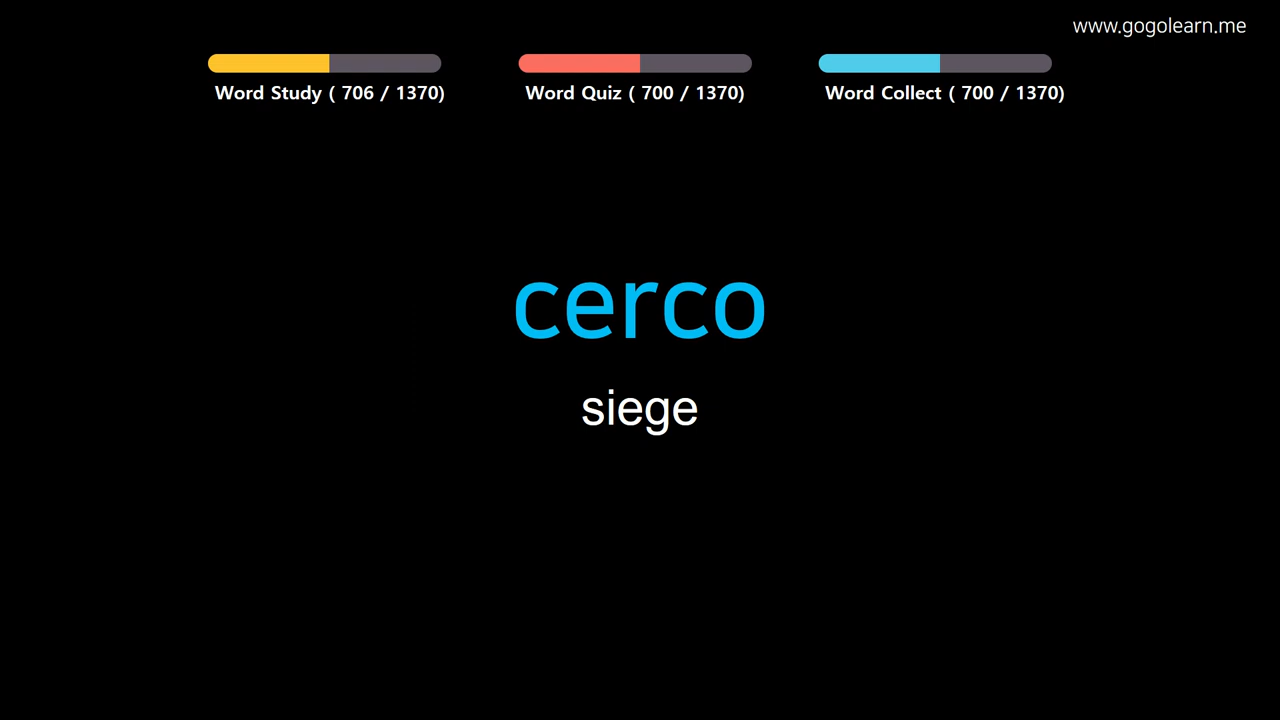 www.gogolearn.me
Word Study ( 706 / 1370)
Word Quiz ( 700 / 1370)
Word Collect ( 700 / 1370)
cerco
siege